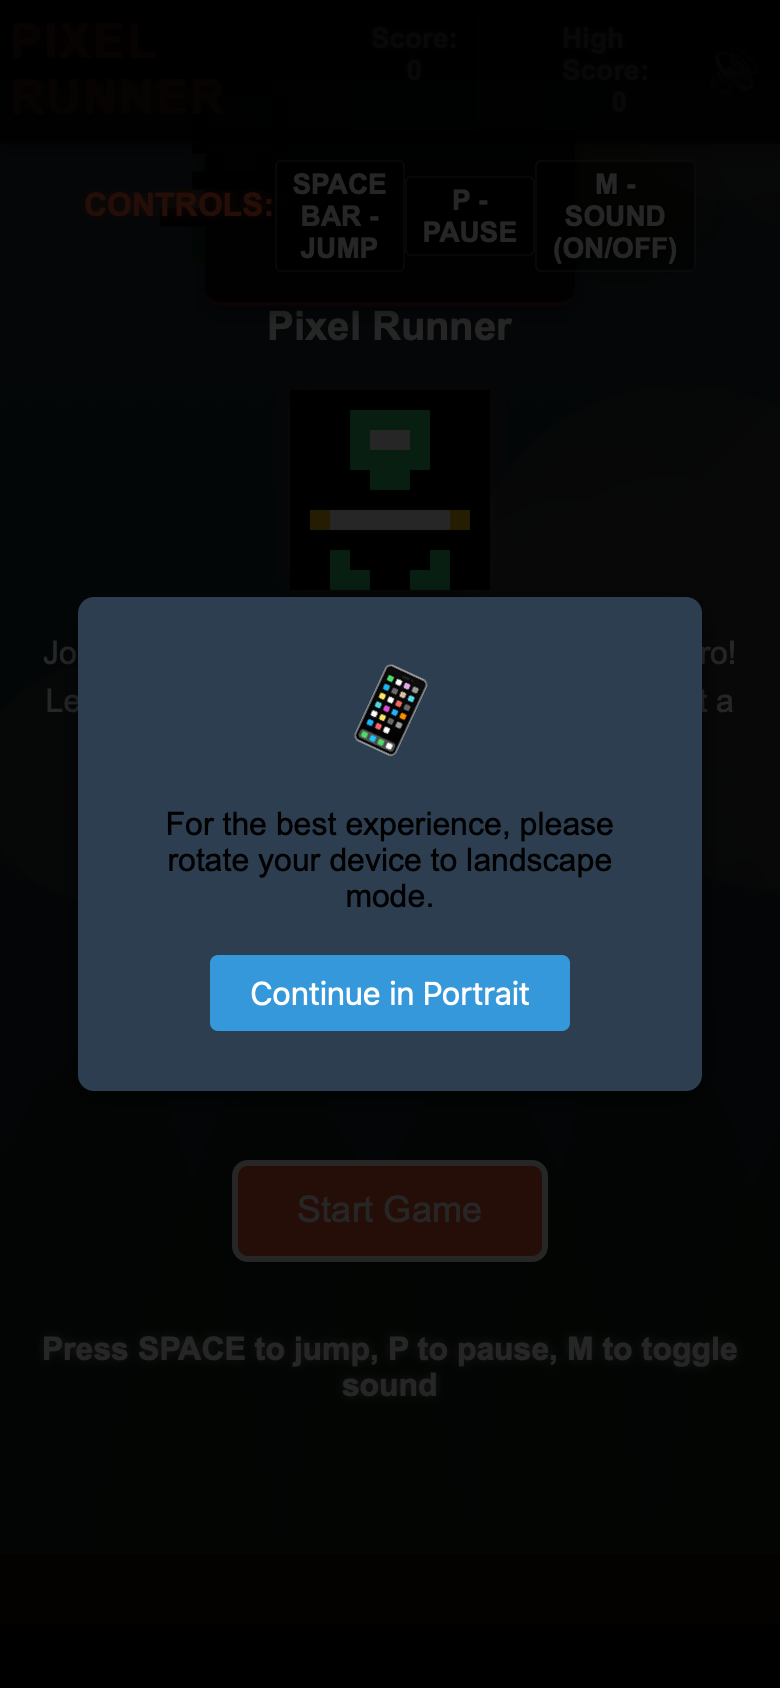 PIXEL
RUNNER
Score:
0
High
Score:
0
CONTROLS:
SPACE
BAR -
JUMP
P -
PAUSE
M -
SOUND
(ON/OFF)
Pixel Runner
Jo
ro!
Le
t a
For the best experience, please
rotate your device to landscape
mode.
Continue in Portrait
Start Game
Press SPACE to jump, P to pause, M to toggle
sound